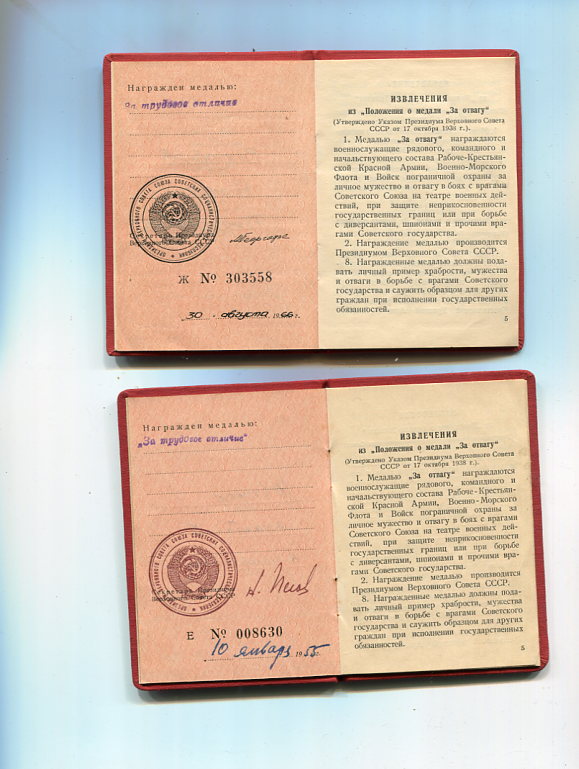 Награжден медалью:
За трудовое отличие
Ж № 303558
30 августа 1966 г.
ИЗВЛЕЧЕНИЯ
из „Положения о медали „За отвагу“
(Утверждено Указом Президиума Верховного Совета
СССР от 17 октября 1938 г.).
1. Медалью „За отвагу“ награждаются
военнослужащие рядового, командного и
начальствующего состава Рабоче-Крестьян-
ской Красной Армии, Военно-Морского
Флота и Войск пограничной охраны за
личное мужество и отвагу в боях с врагами
Советского Союза на театре военных дей-
ствий, при защите неприкосновенности
государственных границ или при борьбе
с диверсантами, шпионами и прочими вра-
гами Советского государства.
2. Награждение медалью производится
Президиумом Верховного Совета СССР.
8. Награжденные медалью должны пода-
вать личный пример храбрости, мужества
и отваги в борьбе с врагами Советского
государства и служить образцом для других
граждан при исполнении государственных
обязанностей.
5
Награжден медалью:
„За трудовое отличие“
Е № 008630
10 января 1955 г.
ИЗВЛЕЧЕНИЯ
из „Положения о медали „За отвагу“
(Утверждено Указом Президиума Верховного Совета
СССР от 17 октября 1938 г.).
1. Медалью „За отвагу“ награждаются
военнослужащие рядового, командного и
начальствующего состава Рабоче-Крестьян-
ской Красной Армии, Военно-Морского
Флота и Войск пограничной охраны за
личное мужество и отвагу в боях с врагами
Советского Союза на театре военных дей-
ствий, при защите неприкосновенности
государственных границ или при борьбе
с диверсантами, шпионами и прочими вра-
гами Советского государства.
2. Награждение медалью производится
Президиумом Верховного Совета СССР.
8. Награжденные медалью должны пода-
вать личный пример храбрости, мужества
и отваги в борьбе с врагами Советского
государства и служить образцом для других
граждан при исполнении государственных
обязанностей.
5